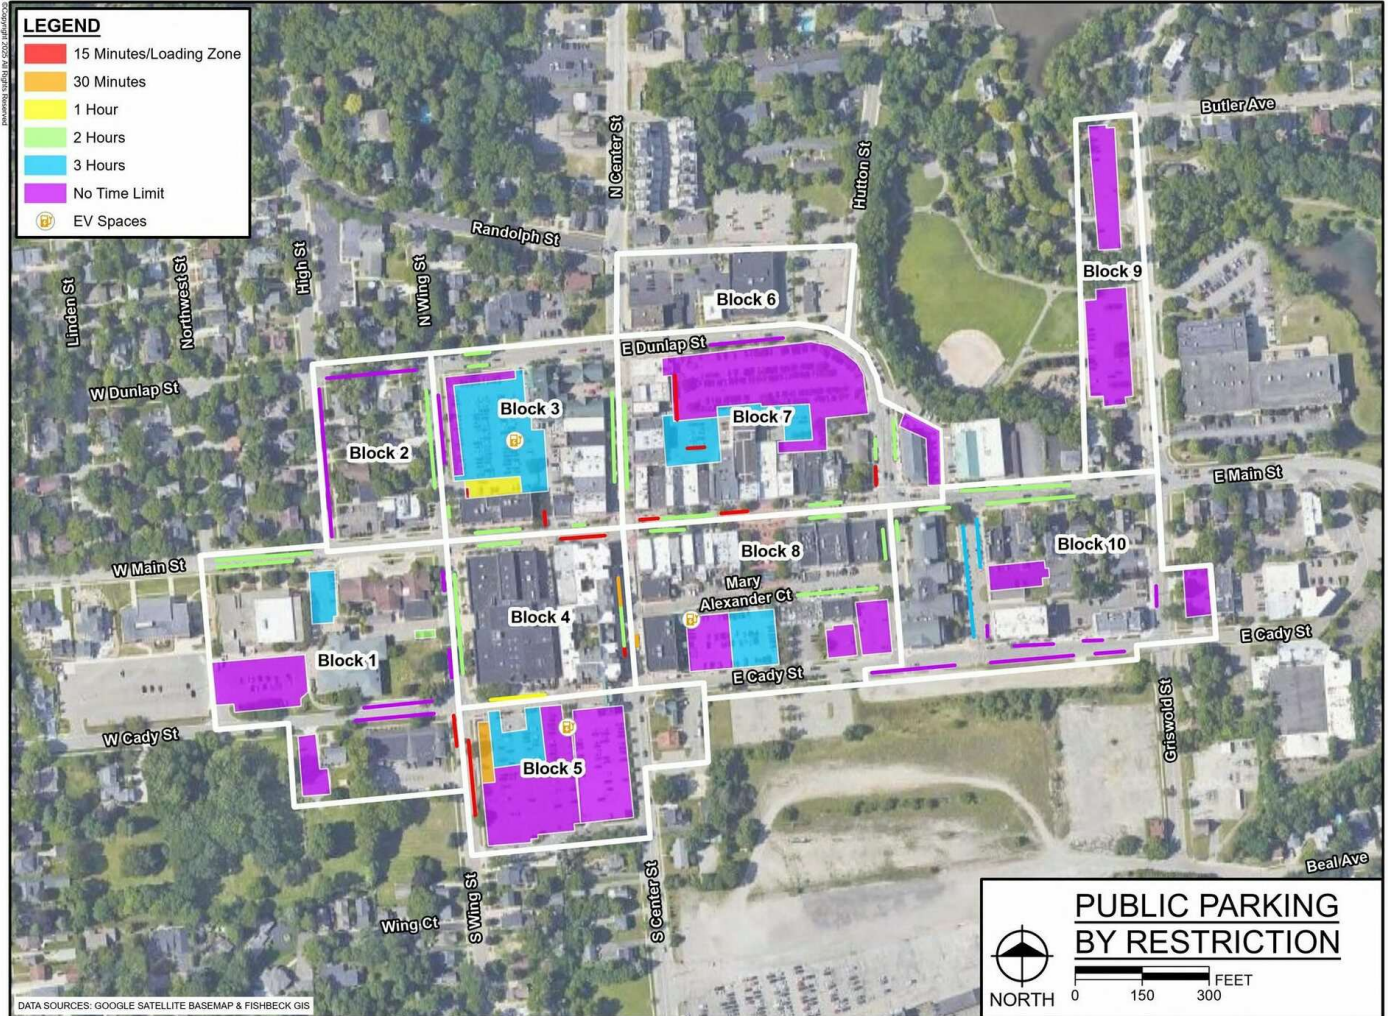 ©Copyright 2025 All Rights Reserved
LEGEND
15 Minutes/Loading Zone
30 Minutes
1 Hour
2 Hours
3 Hours
No Time Limit
EV Spaces
Butler Ave
N Center St
Hutton St
Randolph St
High St
Northwest St
Linden St
N Wing St
Block 9
Block 6
E Dunlap St
W Dunlap St
Block 3
Block 7
Block 2
E Main St
Block 10
Block 8
W Main St
Mary
Alexander Ct
Block 4
E Cady St
Block 1
E Cady St
W Cady St
Griswold St
Block 5
Beal Ave
Wing Ct
S Wing St
S Center St
PUBLIC PARKING
BY RESTRICTION
NORTH
FEET
0 150 300
DATA SOURCES: GOOGLE SATELLITE BASEMAP & FISHBECK GIS